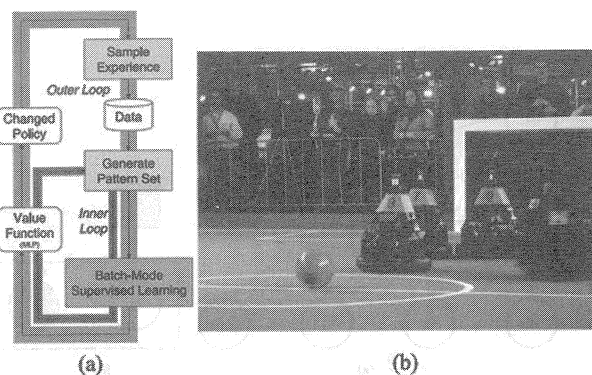 Sample
Experience
Outer Loop
Data
Changed
Policy
Generate
Pattern Set
Value
Function
(MLP)
Inner
Loop
Batch-Mode
Supervised Learning
(a)
(b)